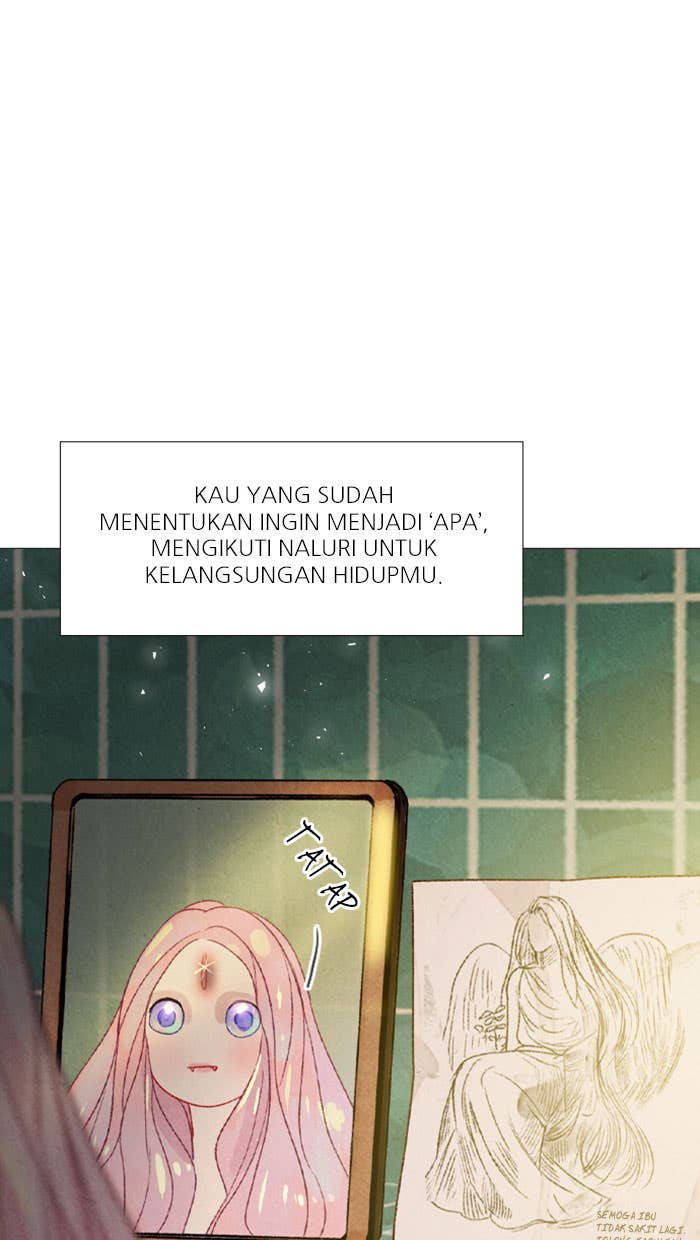 KAU YANG SUDAH
MENENTUKAN INGIN MENJADI ‘APA’,
MENGIKUTI NALURI UNTUK
KELANGSUNGAN HIDUPMU.
TATAP
SEMOGA IBU
TIDAK SAKIT LAGI.